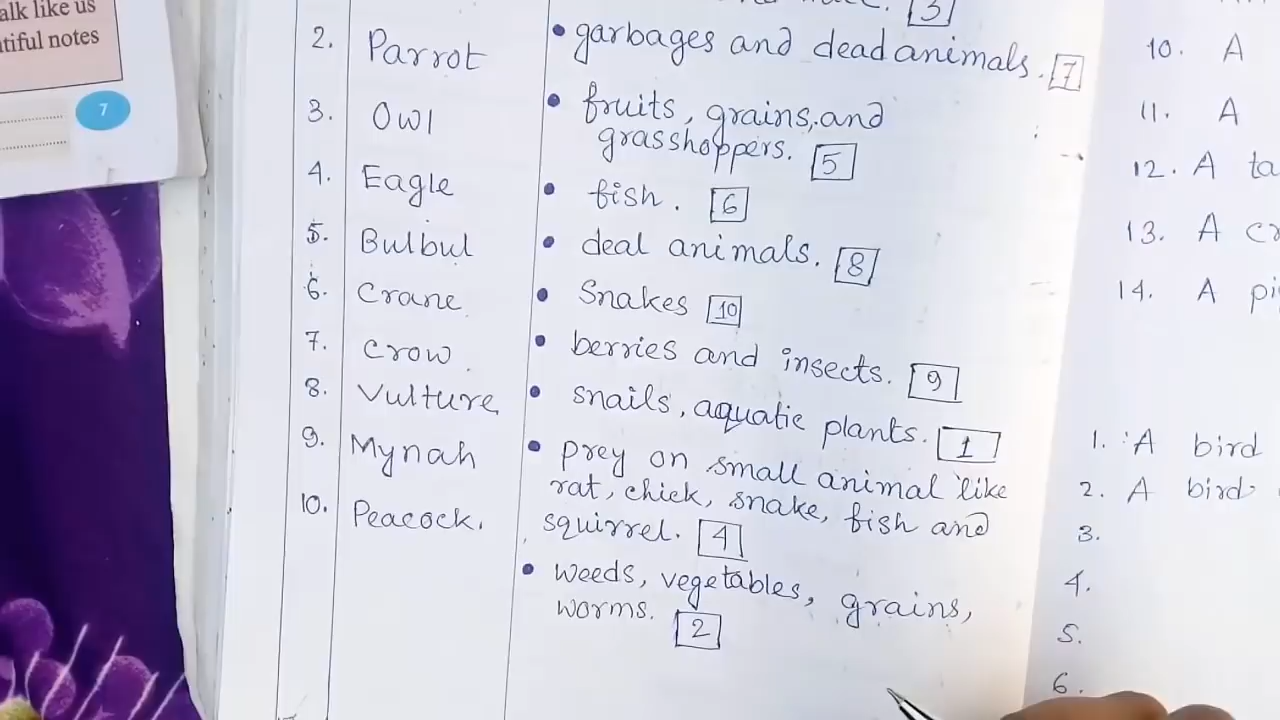 alk like us
tiful notes
7
3
2. Parrot
3. Owl
4. Eagle
5. Bulbul
6. Crane
7. Crow
8. Vulture
9. Mynah
10. Peacock.
• garbages and dead animals. 7
• fruits, grains, and
grasshoppers. 5
• fish. 6
• deal animals. 8
• Snakes 10
• berries and insects. 9
• snails, aquatic plants. 1
• prey on small animal like
rat, chick, snake, fish and
squirrel. 4
• weeds, vegetables, grains,
worms. 2
10. A
11. A
12. A ta
13. A cr
14. A pi
1. A bird
2. A bird
3.
4.
5.
6.